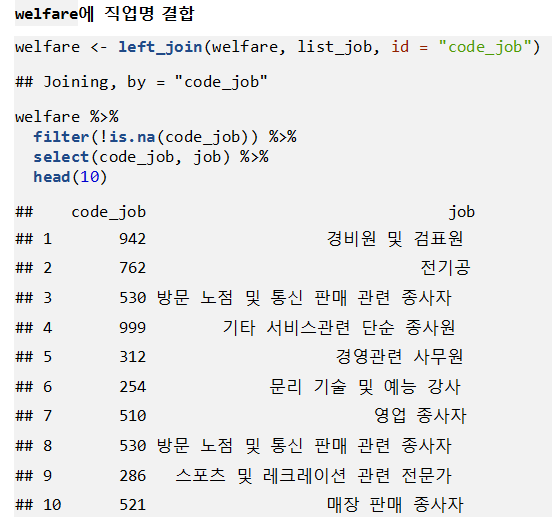 welfare에 직업명 결합
welfare <- left_join(welfare, list_job, id = "code_job")
## Joining, by = "code_job"
welfare %>%
  filter(!is.na(code_job)) %>%
  select(code_job, job) %>%
  head(10)
##    code_job                                job
## 1       942                   경비원 및 검표원
## 2       762                             전기공
## 3       530 방문 노점 및 통신 판매 관련 종사자
## 4       999        기타 서비스관련 단순 종사원
## 5       312                    경영관련 사무원
## 6       254             문리 기술 및 예능 강사
## 7       510                        영업 종사자
## 8       530 방문 노점 및 통신 판매 관련 종사자
## 9       286   스포츠 및 레크레이션 관련 전문가
## 10      521                   매장 판매 종사자